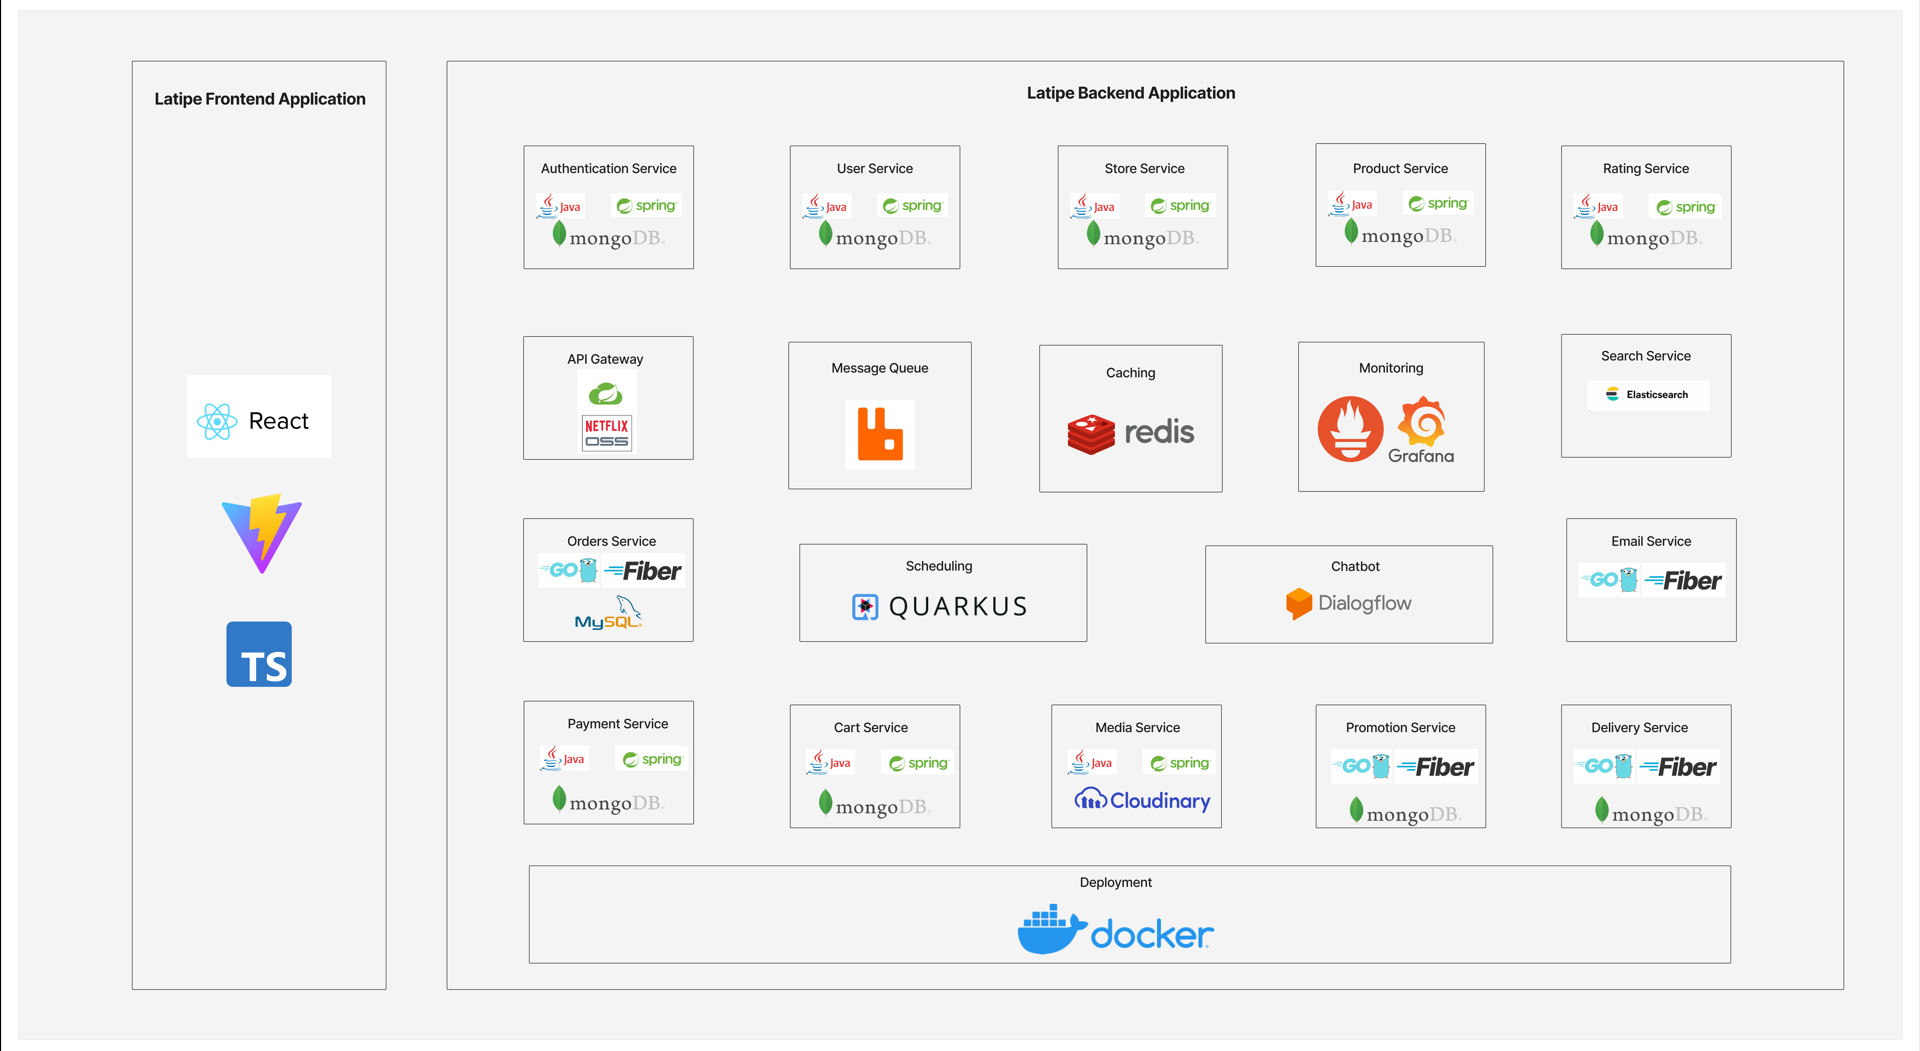 Latipe Frontend Application
React
TS
Latipe Backend Application
Authentication Service
Java
spring
mongoDB
User Service
Java
spring
mongoDB
Store Service
Java
spring
mongoDB
Product Service
Java
spring
mongoDB
Rating Service
Java
spring
mongoDB
API Gateway
NETFLIX
OSS
Message Queue
Caching
redis
Monitoring
Grafana
Search Service
Elasticsearch
Orders Service
GO
Fiber
MySQL
Scheduling
QUARKUS
Chatbot
Dialogflow
Email Service
GO
Fiber
Payment Service
Java
spring
mongoDB
Cart Service
Java
spring
mongoDB
Media Service
Java
spring
Cloudinary
Promotion Service
GO
Fiber
mongoDB
Delivery Service
GO
Fiber
mongoDB
Deployment
docker